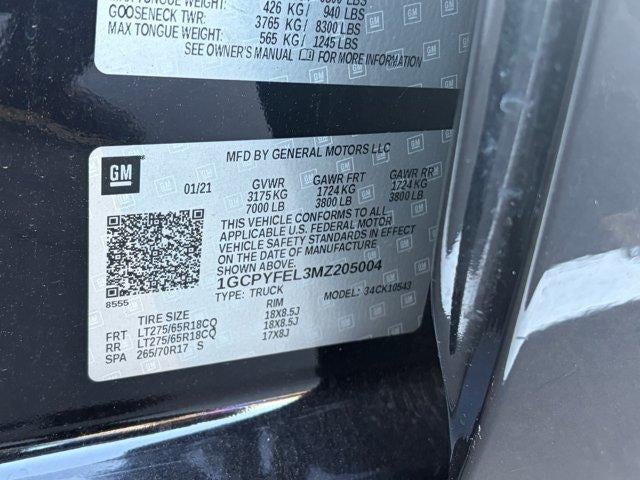 426 KG / 940 LBS
GOOSENECK TWR: 3765 KG / 8300 LBS
MAX TONGUE WEIGHT: 565 KG / 1245 LBS
SEE OWNER'S MANUAL FOR MORE INFORMATION
GM
MFD BY GENERAL MOTORS LLC
01/21 GVWR GAWR FRT GAWR RR
3175 KG 1724 KG 1724 KG
7000 LB 3800 LB 3800 LB
THIS VEHICLE CONFORMS TO ALL
APPLICABLE U.S. FEDERAL MOTOR
VEHICLE SAFETY STANDARDS IN EFFECT
ON THE DATE OF MANUFACTURE
SHOWN ABOVE.
1GCPYFEL3MZ205004
TYPE: TRUCK MODEL: 34CK10543
8555
TIRE SIZE RIM
FRT LT275/65R18CQ 18X8.5J
RR LT275/65R18CQ 18X8.5J
SPA 265/70R17 S 17X8J